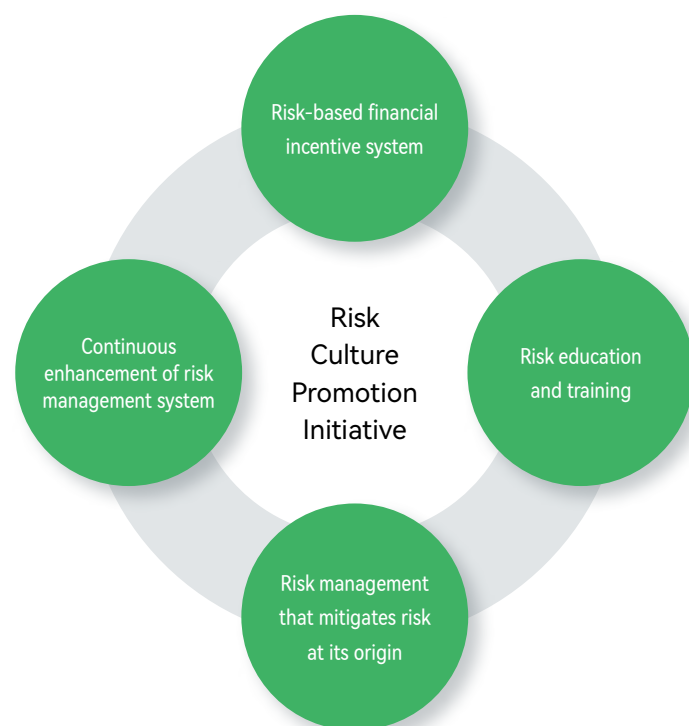 Risk-based financial
incentive system
Continuous
enhancement of risk
management system
Risk
Culture
Promotion
Initiative
Risk education
and training
Risk management
that mitigates risk
at its origin